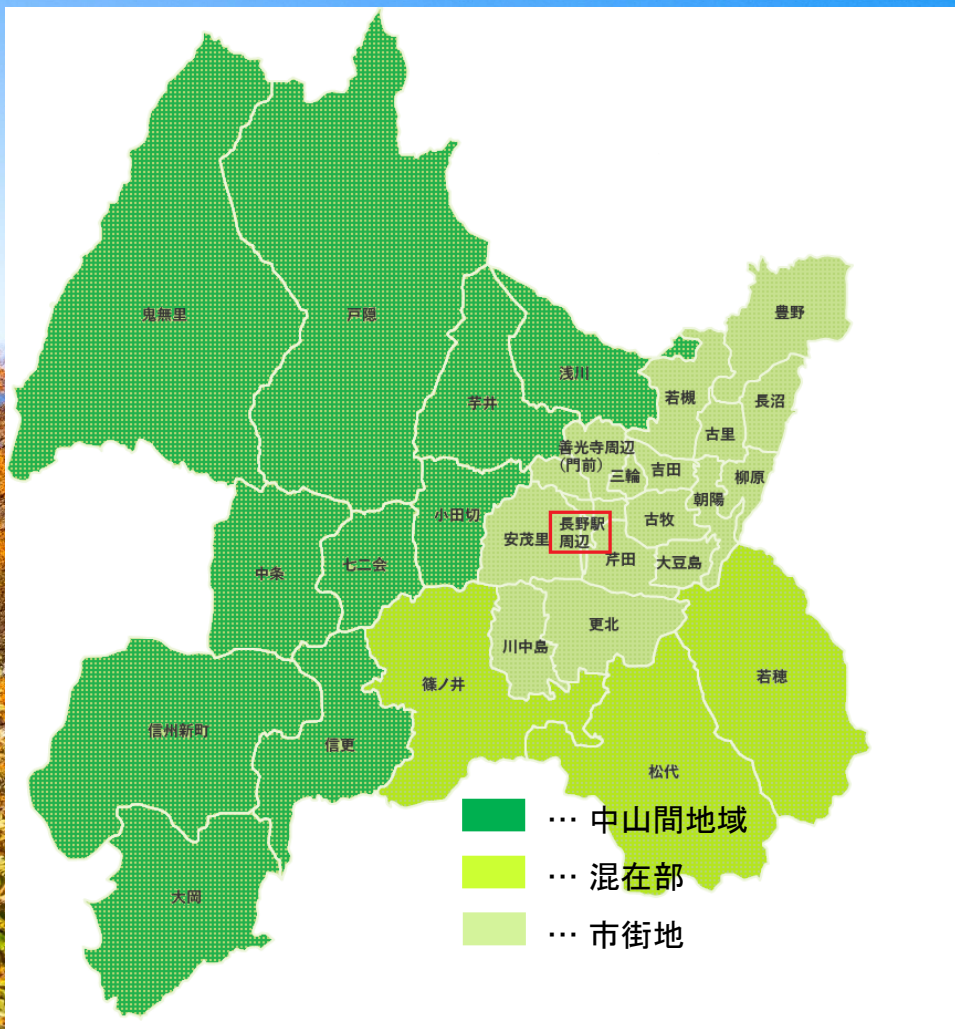 豊野
鬼無里
戸隠
浅川
若槻
長沼
芋井
古里
善光寺周辺
(門前)
三輪
吉田
柳原
朝陽
小田切
長野駅
周辺
古牧
安茂里
芹田
大豆島
中条
七二会
更北
川中島
若穂
篠ノ井
信州新町
信更
松代
… 中山間地域
… 混在部
大岡
… 市街地